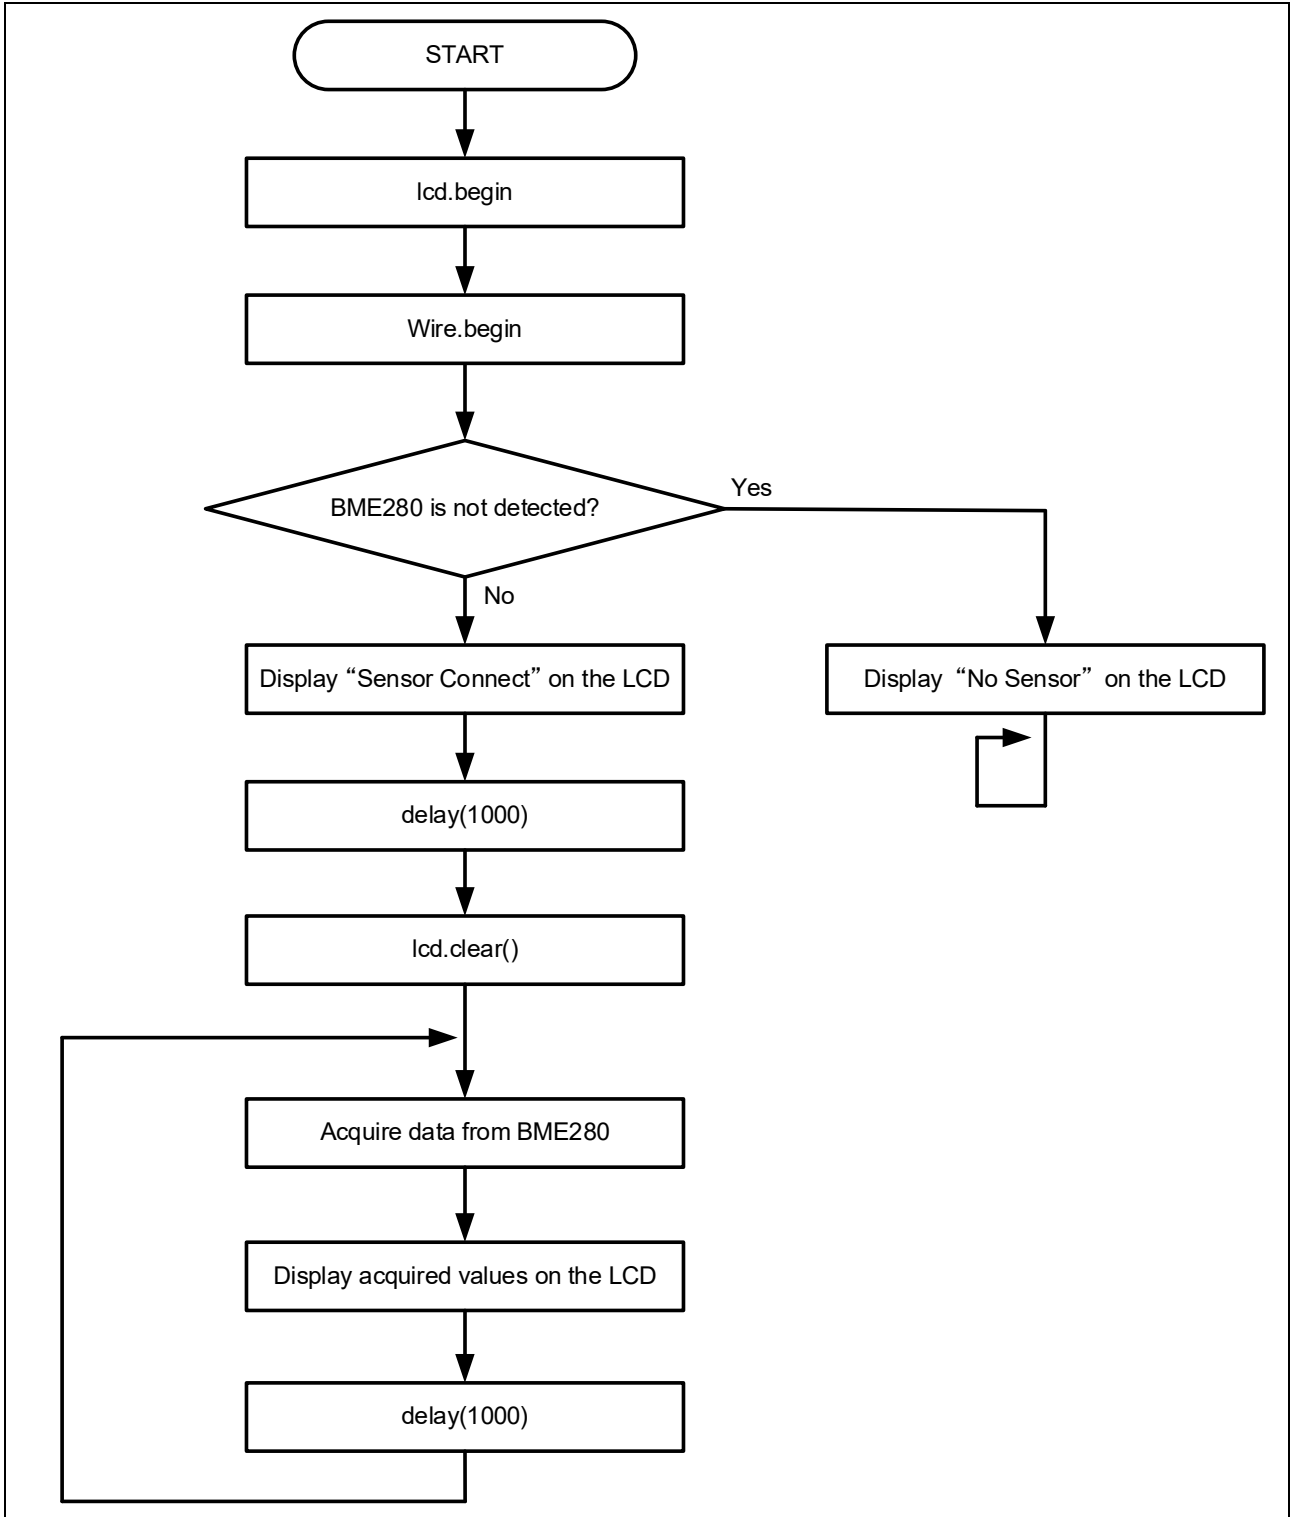 START
lcd.begin
Wire.begin
BME280 is not detected?
Yes
No
Display “Sensor Connect” on the LCD
Display “No Sensor” on the LCD
delay(1000)
lcd.clear()
Acquire data from BME280
Display acquired values on the LCD
delay(1000)